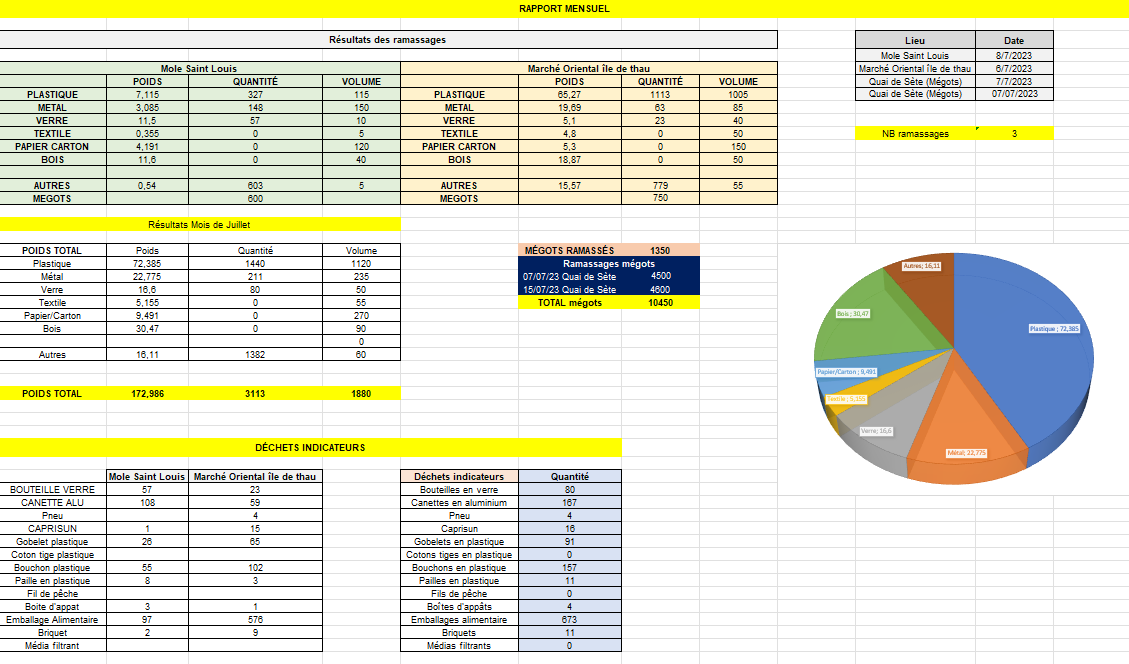 RAPPORT MENSUEL
Résultats des ramassages
Lieu Date
Mole Saint Louis 8/7/2023
Marché Oriental île de thau 6/7/2023
Quai de Sète (Mégots) 7/7/2023
Quai de Sète (Mégots) 07/07/2023
NB ramassages 3
Mole Saint Louis Marché Oriental île de thau
POIDS QUANTITÉ VOLUME POIDS QUANTITÉ VOLUME
PLASTIQUE 7,115 327 115 PLASTIQUE 65,27 1113 1005
METAL 3,085 148 150 METAL 19,69 63 85
VERRE 11,5 57 10 VERRE 5,1 23 40
TEXTILE 0,355 0 5 TEXTILE 4,8 0 50
PAPIER CARTON 4,191 0 120 PAPIER CARTON 5,3 0 150
BOIS 11,6 0 40 BOIS 18,87 0 50
AUTRES 0,54 603 5 AUTRES 15,57 779 55
MEGOTS 600 MEGOTS 750
Résultats Mois de Juillet
POIDS TOTAL Poids Quantité Volume
Plastique 72,385 1440 1120
Métal 22,775 211 235
Verre 16,6 80 50
Textile 5,155 0 55
Papier/Carton 9,491 0 270
Bois 30,47 0 90
0
Autres 16,11 1382 60
POIDS TOTAL 172,986 3113 1880
MÉGOTS RAMASSÉS 1350
Ramassages mégots
07/07/23 Quai de Sète 4500
15/07/23 Quai de Sète 4600
TOTAL mégots 10450
Autres; 16,11
Bois ; 30,47
Plastique ; 72,385
Papier/Carton ; 9,491
Textile ; 5,155
Verre; 16,6
Métal; 22,775
DÉCHETS INDICATEURS
Mole Saint Louis Marché Oriental île de thau
BOUTEILLE VERRE 57 23
CANETTE ALU 108 59
Pneu 4
CAPRISUN 1 15
Gobelet plastique 26 65
Coton tige plastique
Bouchon plastique 55 102
Paille en plastique 8 3
Fil de pêche
Boite d'appat 3 1
Emballage Alimentaire 97 576
Briquet 2 9
Média filtrant
Déchets indicateurs Quantité
Bouteilles en verre 80
Canettes en aluminium 167
Pneu 4
Caprisun 16
Gobelets en plastique 91
Cotons tiges en plastique 0
Bouchons en plastique 157
Pailles en plastique 11
Fils de pêche 0
Boîtes d'appâts 4
Emballages alimentaire 673
Briquets 11
Médias filtrants 0